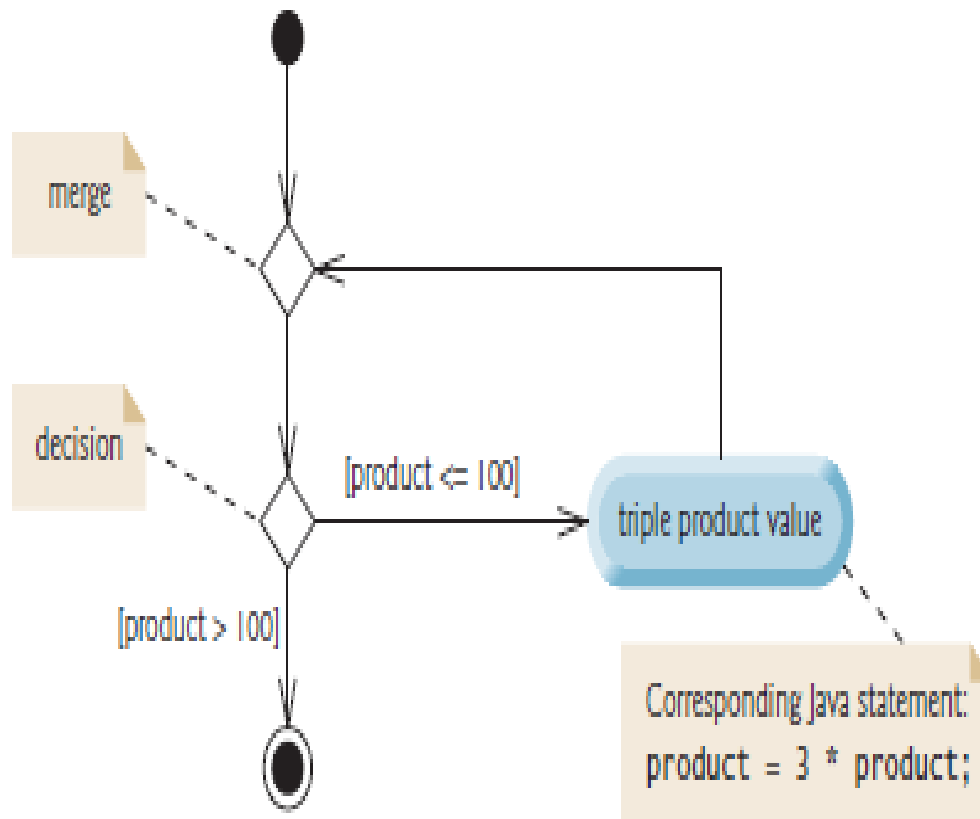 merge
decision
[product <= 100]
triple product value
[product > 100]
Corresponding Java statement:
product = 3 * product;